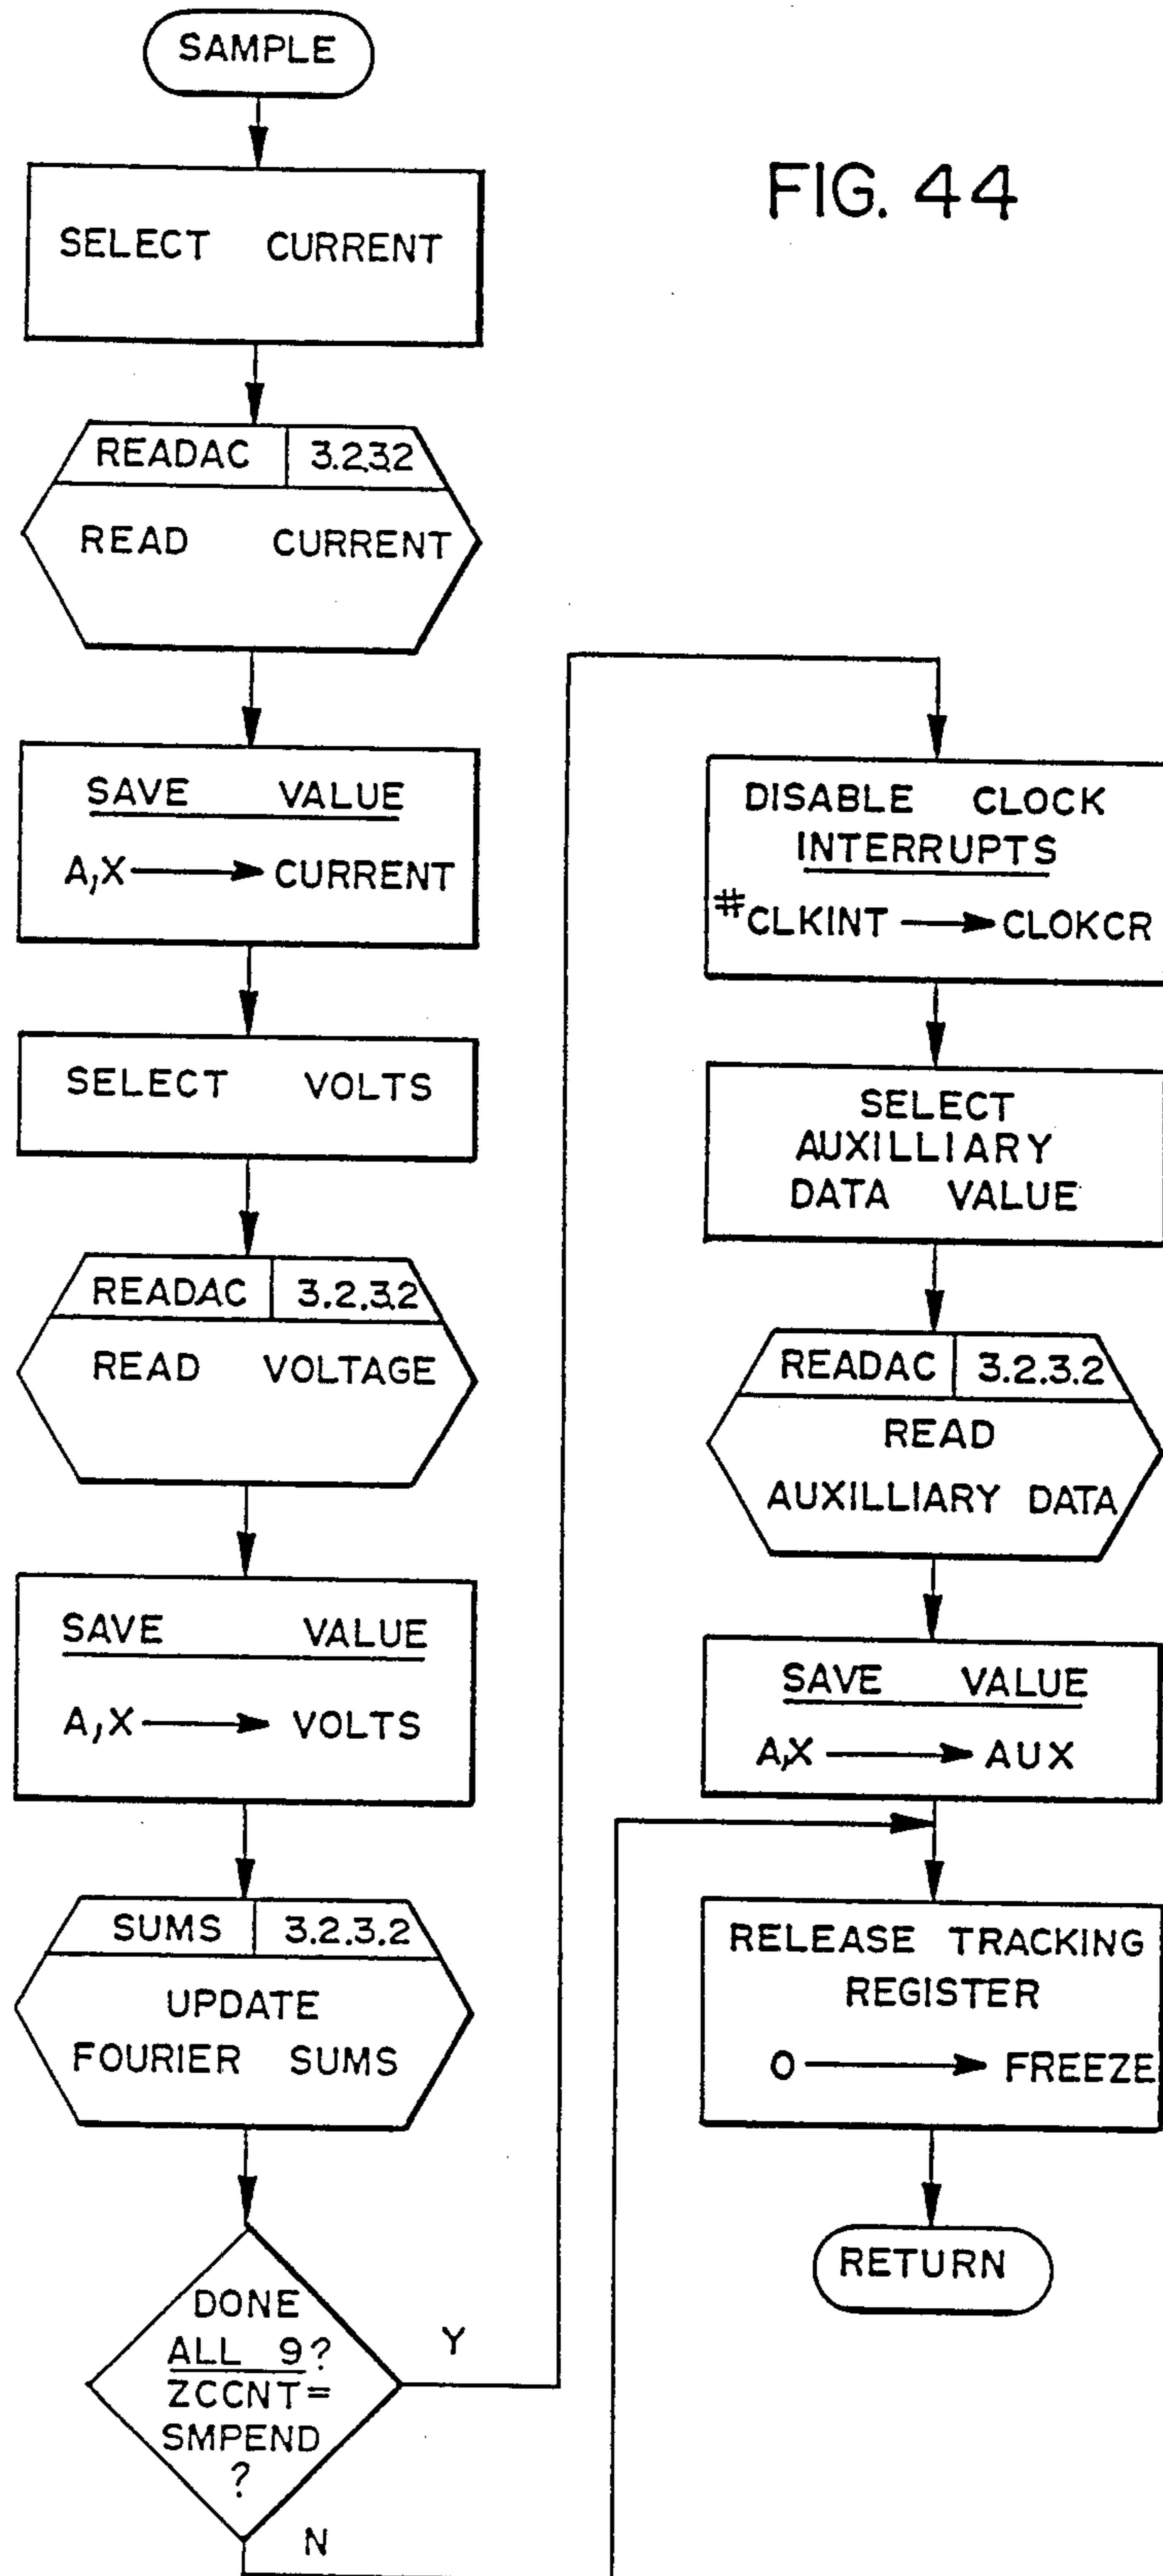 SAMPLE
FIG. 44
SELECT CURRENT
READAC 3.2.3.2
READ CURRENT
SAVE VALUE
A,X → CURRENT
SELECT VOLTS
READAC 3.2.3.2
READ VOLTAGE
SAVE VALUE
A,X → VOLTS
SUMS 3.2.3.2
UPDATE
FOURIER SUMS
DONE
ALL 9?
ZCCNT=
SMPEND
?
Y
N
DISABLE CLOCK
INTERRUPTS
#CLKINT → CLOKCR
SELECT
AUXILLIARY
DATA VALUE
READAC 3.2.3.2
READ
AUXILLIARY DATA
SAVE VALUE
A,X → AUX
RELEASE TRACKING
REGISTER
0 → FREEZE
RETURN